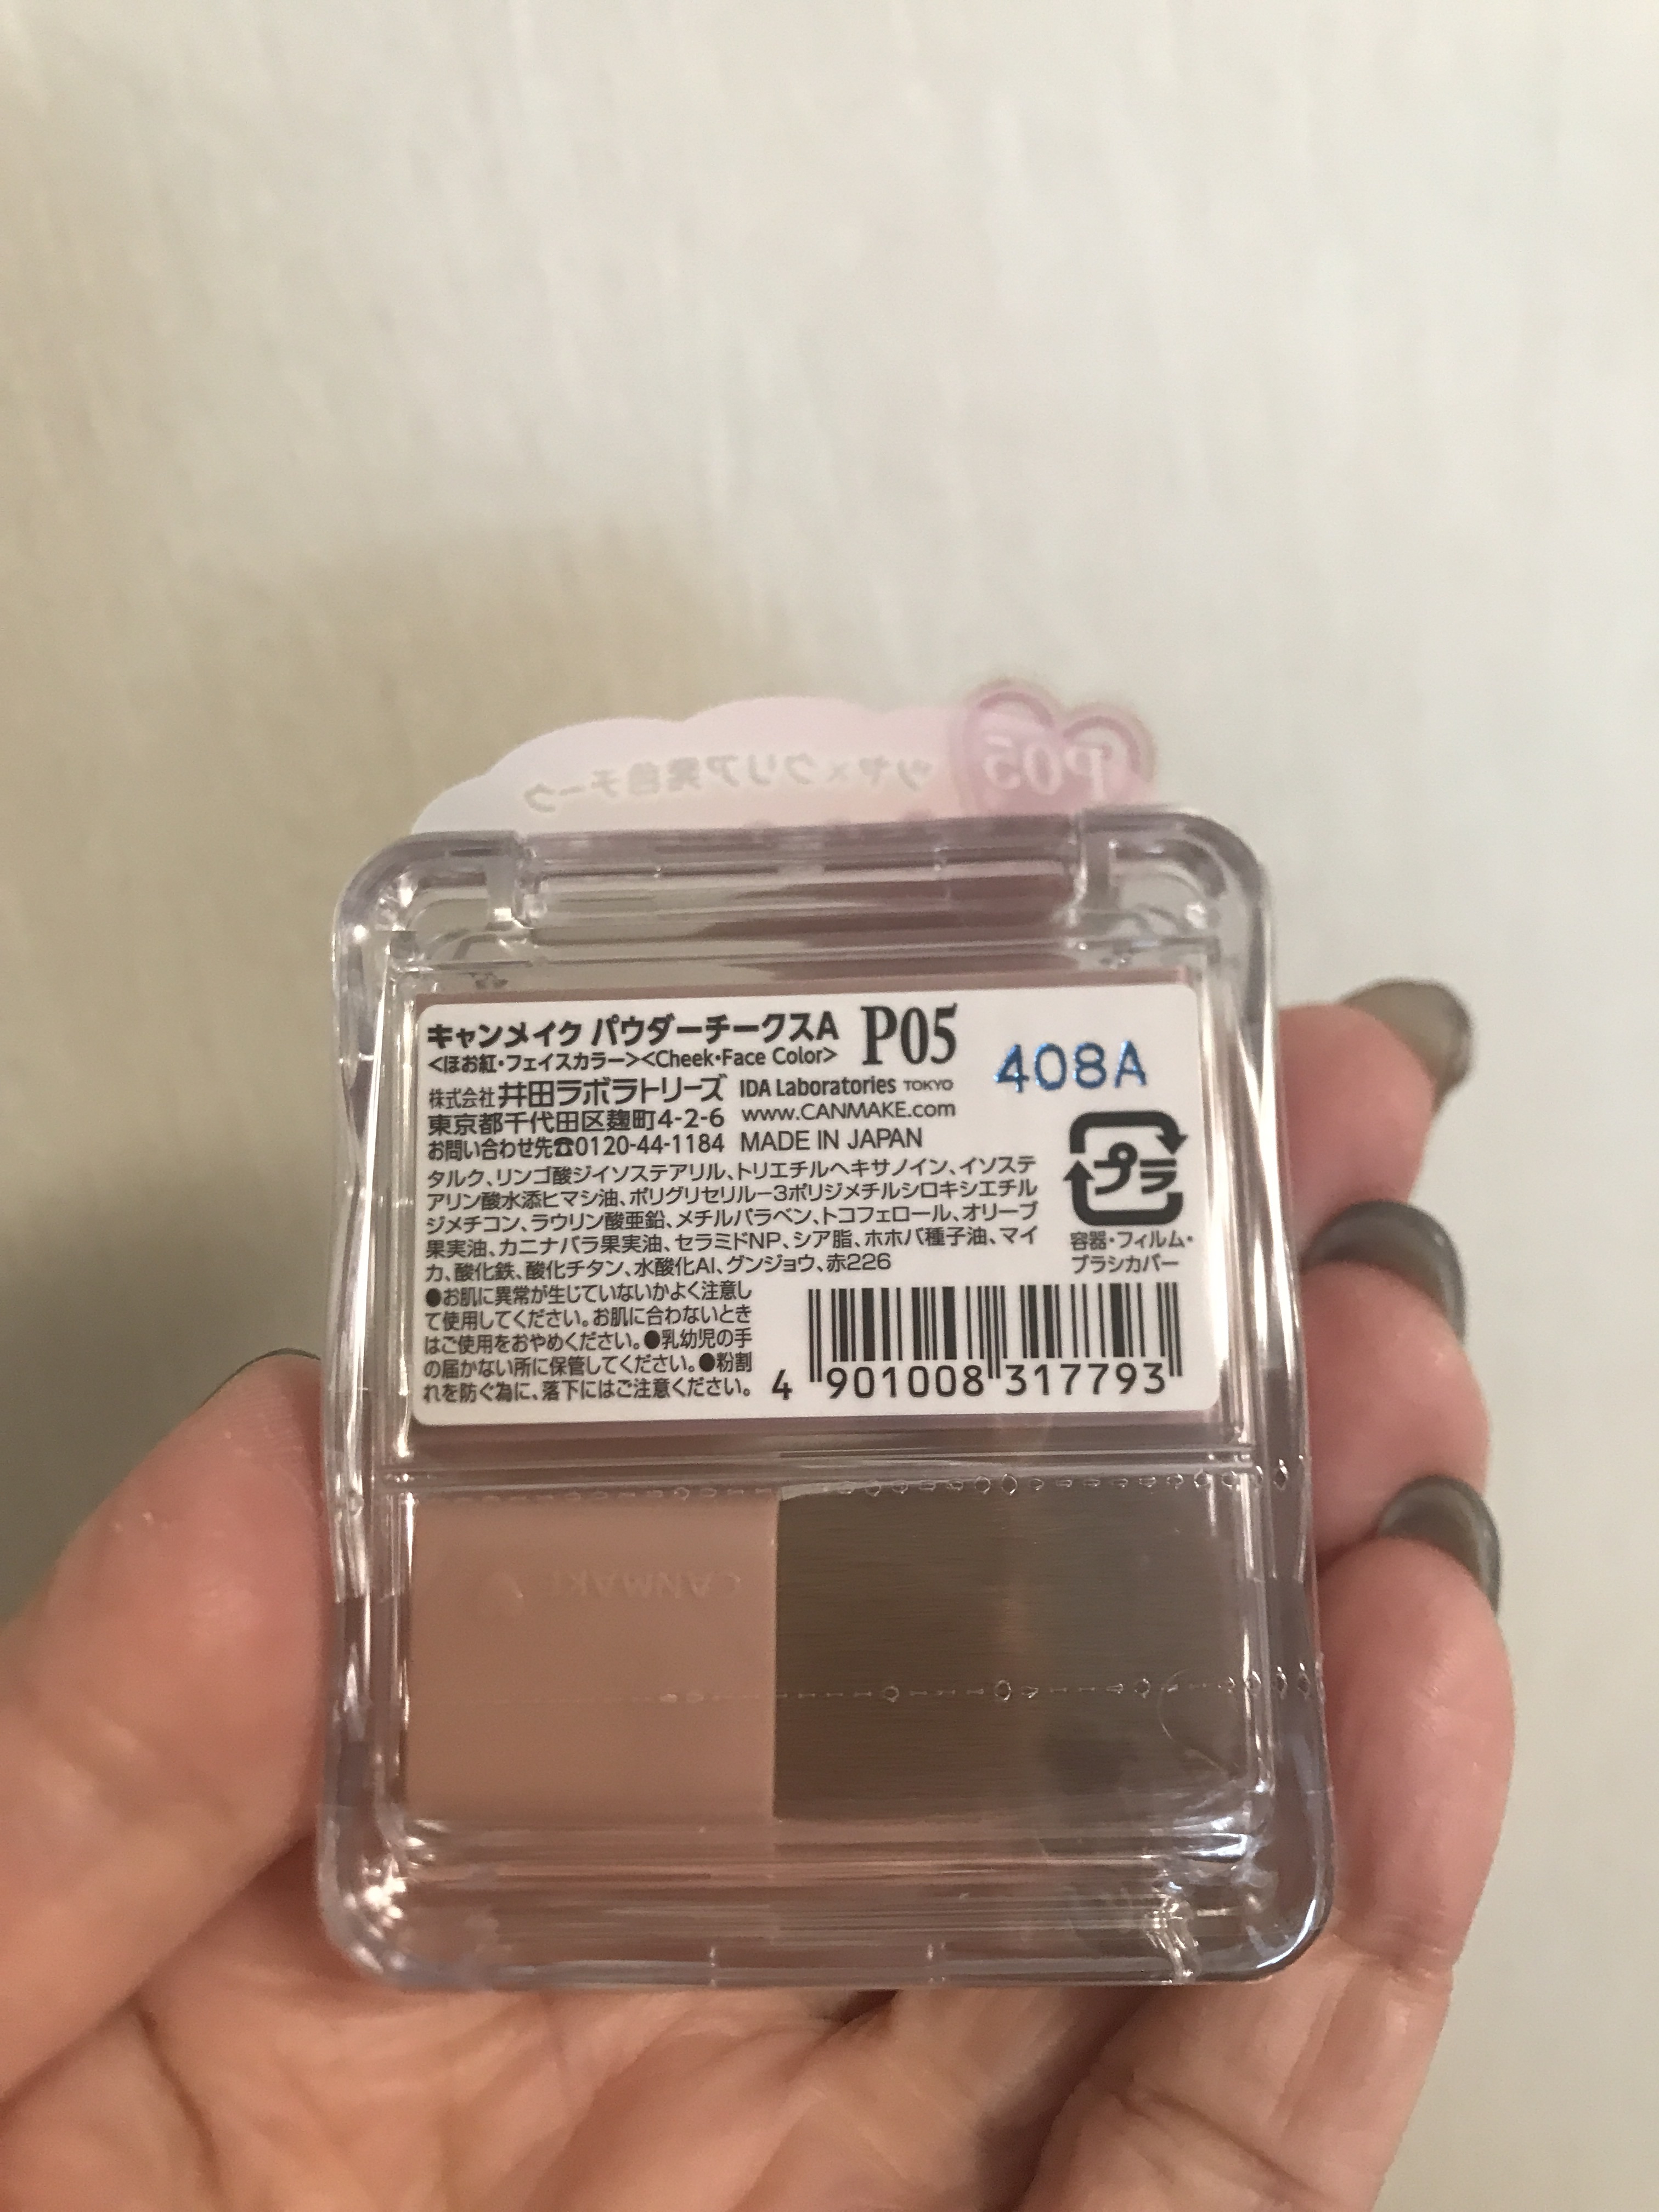 P05
ツヤ×クリア発色チーク
キャンメイク パウダーチークスA P05
<ほお紅・フェイスカラー><Cheek・Face Color>
408A
株式会社 井田ラボラトリーズ IDA Laboratories TOKYO
東京都千代田区麹町4-2-6 www.CANMAKE.com
お問い合わせ先☎0120-44-1184 MADE IN JAPAN
タルク、リンゴ酸ジイソステアリル、トリエチルヘキサノイン、イソステ
アリン酸水添ヒマシ油、ポリグリセリル-3ポリジメチルシロキシエチル
ジメチコン、ラウリン酸亜鉛、メチルパラベン、トコフェロール、オリーブ
果実油、カニナバラ果実油、セラミドNP、シア脂、ホホバ種子油、マイ
カ、酸化鉄、酸化チタン、水酸化Al、グンジョウ、赤226
プラ
容器・フィルム・
ブラシカバー
●お肌に異常が生じていないかよく注意し
て使用してください。お肌に合わないとき
はご使用をおやめください。●乳幼児の手
の届かない所に保管してください。●粉割
れを防ぐ為に、落下にはご注意ください。
4 901008 317793
CANMAKE